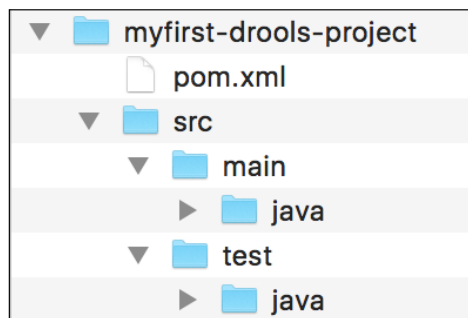 myfirst-drools-project
pom.xml
src
main
java
test
java